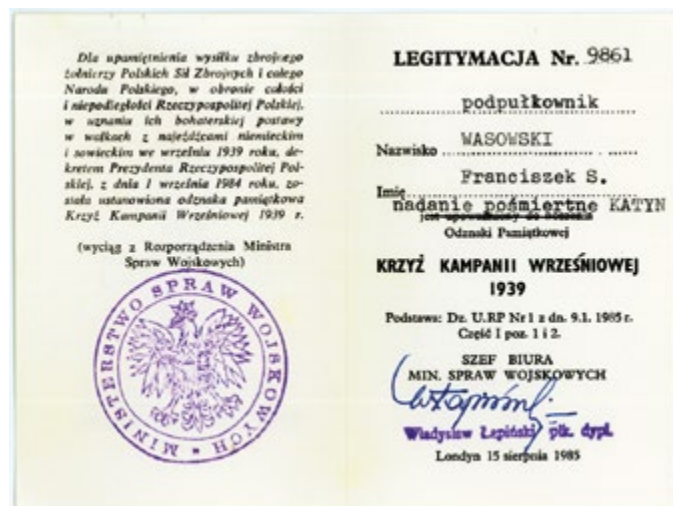 Dla upamiętnienia wysiłku zbrojnego
żołnierzy Polskich Sił Zbrojnych i całego
Narodu Polskiego, w obronie całości
i niepodległości Rzeczypospolitej Polskiej,
w uznaniu ich bohaterskiej postawy
w walkach z najeźdźcami niemieckim
i sowieckim we wrześniu 1939 roku, de-
kretem Prezydenta Rzeczypospolitej Pol-
skiej, z dnia 1 września 1984 roku, zo-
stała ustanowiona odznaka pamiątkowa
Krzyż Kampanii Wrześniowej 1939 r.
(wyciąg z Rozporządzenia Ministra
Spraw Wojskowych)
MINISTERSTWO SPRAW WOJSKOWYCH
LEGITYMACJA Nr. 9861
podpułkownik
Nazwisko WASOWSKI
Imię Franciszek S.
nadanie pośmiertne KATYN
jest upoważniony do noszenia
Odznaki Pamiątkowej
KRZYŻ KAMPANII WRZEŚNIOWEJ
1939
Podstawa: Dz. U.RP Nr 1 z dn. 9.1. 1985 r.
Część I poz. 1 i 2.
SZEF BIURA
MIN. SPRAW WOJSKOWYCH
Władysław Łepiński płk. dypl.
Londyn 15 sierpnia 1985